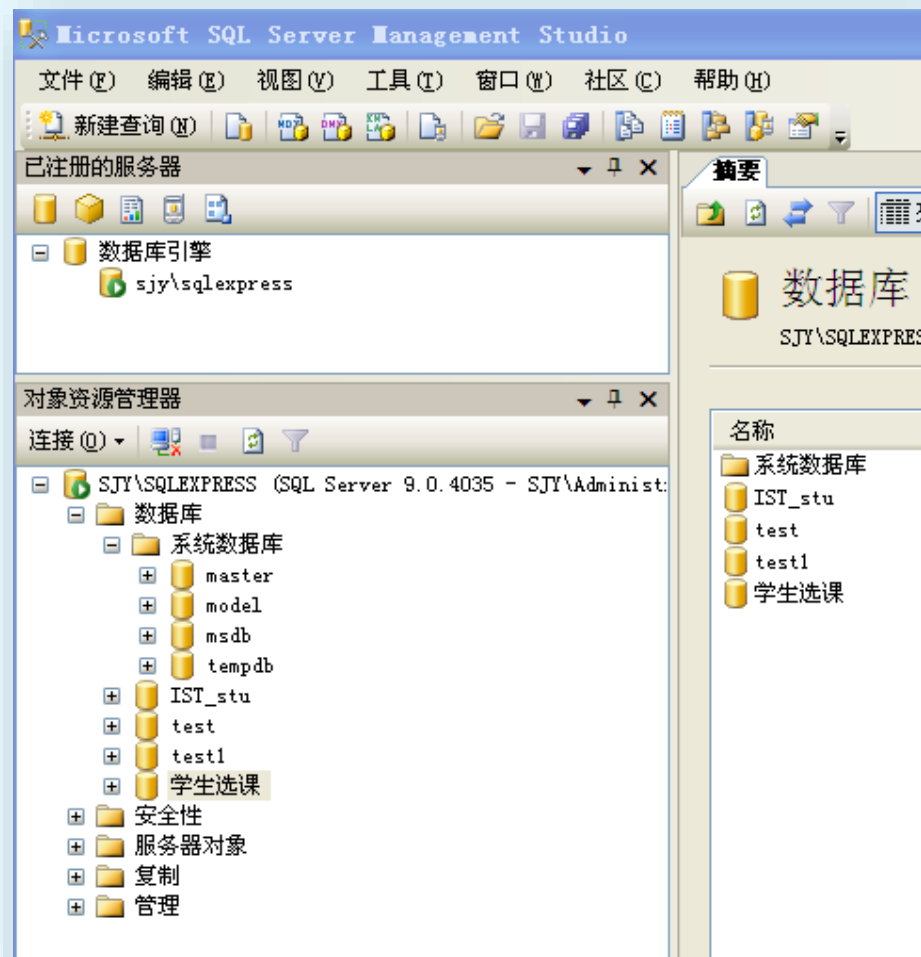 Microsoft SQL Server Management Studio
文件(F) 编辑(E) 视图(V) 工具(T) 窗口(W) 社区(C) 帮助(H)
新建查询(N)
已注册的服务器
数据库引擎
sjy\sqlexpress
对象资源管理器
连接(O)
SJY\SQLEXPRESS (SQL Server 9.0.4035 - SJY\Administ
数据库
系统数据库
master
model
msdb
tempdb
IST_stu
test
test1
学生选课
安全性
服务器对象
复制
管理
摘要
数据库
SJY\SQLEXPRES
名称
系统数据库
IST_stu
test
test1
学生选课